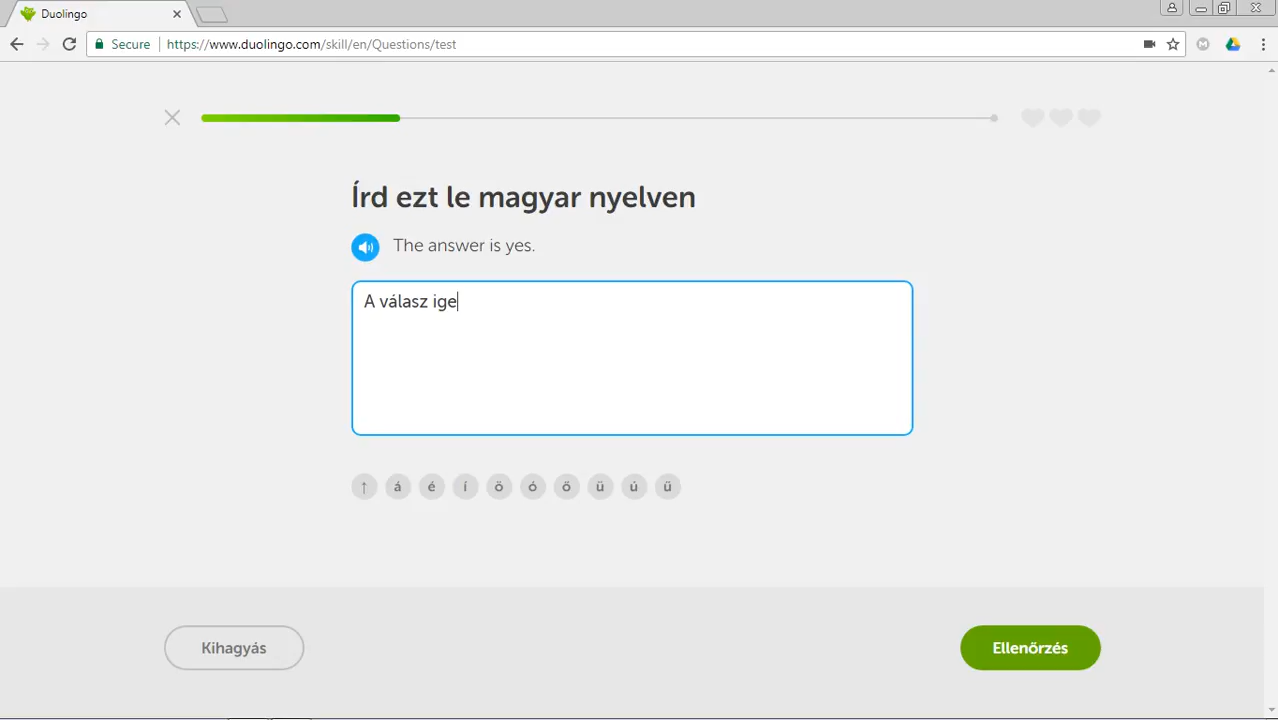 Duolingo
Secure https://www.duolingo.com/skill/en/Questions/test
Írd ezt le magyar nyelven
The answer is yes.
A válasz ige
↑ á é í ö ó ő ü ú ü
Kihagyás
Ellenőrzés